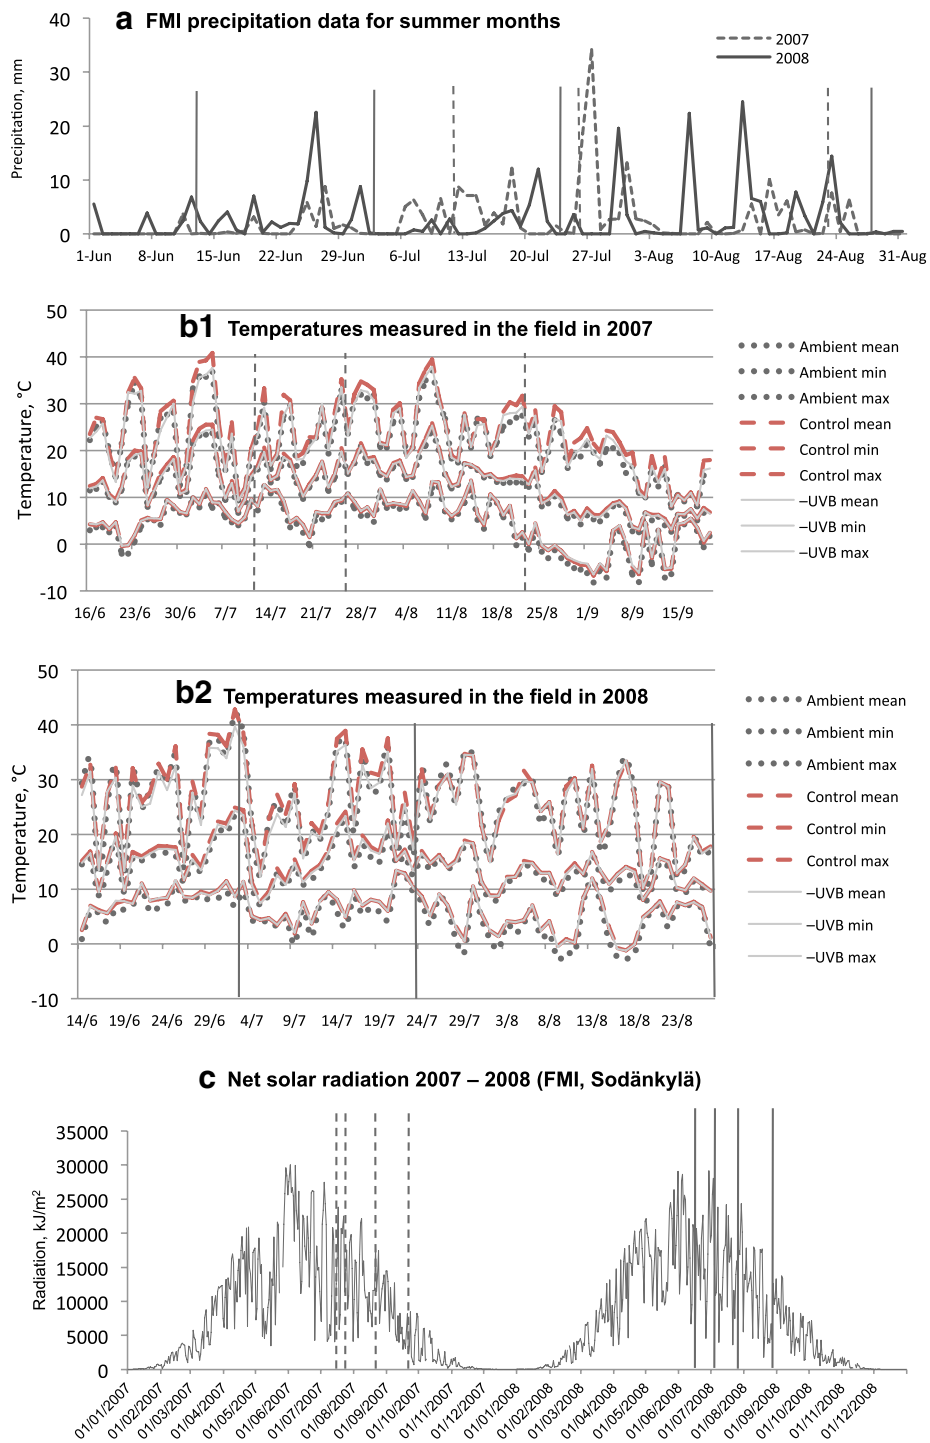 a FMI precipitation data for summer months
40
30
20
10
0
Precipitation, mm
2007
2008
1-Jun 8-Jun 15-Jun 22-Jun 29-Jun 6-Jul 13-Jul 20-Jul 27-Jul 3-Aug 10-Aug 17-Aug 24-Aug 31-Aug
b1 Temperatures measured in the field in 2007
50
40
30
20
10
0
-10
Temperature, °C
Ambient mean
Ambient min
Ambient max
Control mean
Control min
Control max
–UVB mean
–UVB min
–UVB max
16/6 23/6 30/6 7/7 14/7 21/7 28/7 4/8 11/8 18/8 25/8 1/9 8/9 15/9
b2 Temperatures measured in the field in 2008
50
40
30
20
10
0
-10
Temperature, °C
Ambient mean
Ambient min
Ambient max
Control mean
Control min
Control max
–UVB mean
–UVB min
–UVB max
14/6 19/6 24/6 29/6 4/7 9/7 14/7 19/7 24/7 29/7 3/8 8/8 13/8 18/8 23/8
c Net solar radiation 2007 – 2008 (FMI, Sodänkylä)
35000
30000
25000
20000
15000
10000
5000
0
Radiation, kJ/m²
01/01/2007 01/02/2007 01/03/2007 01/04/2007 01/05/2007 01/06/2007 01/07/2007 01/08/2007 01/09/2007 01/10/2007 01/11/2007 01/12/2007 01/01/2008 01/02/2008 01/03/2008 01/04/2008 01/05/2008 01/06/2008 01/07/2008 01/08/2008 01/09/2008 01/10/2008 01/11/2008 01/12/2008